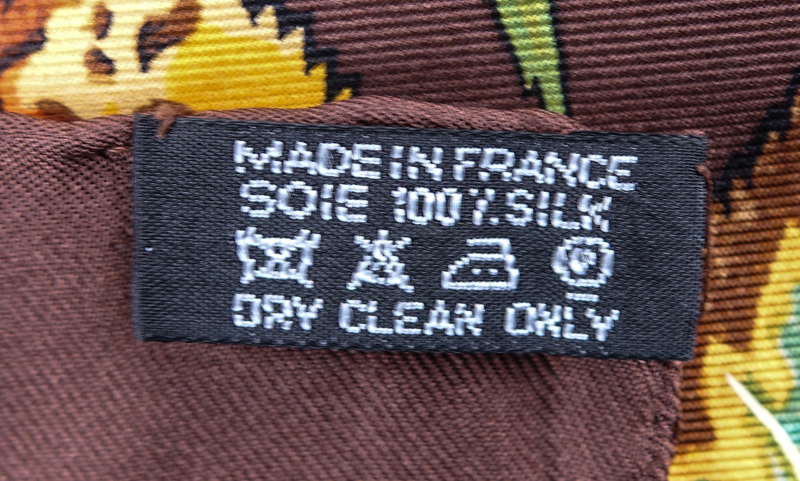 MADE IN FRANCE
SOIE 100% SILK
DRY CLEAN ONLY